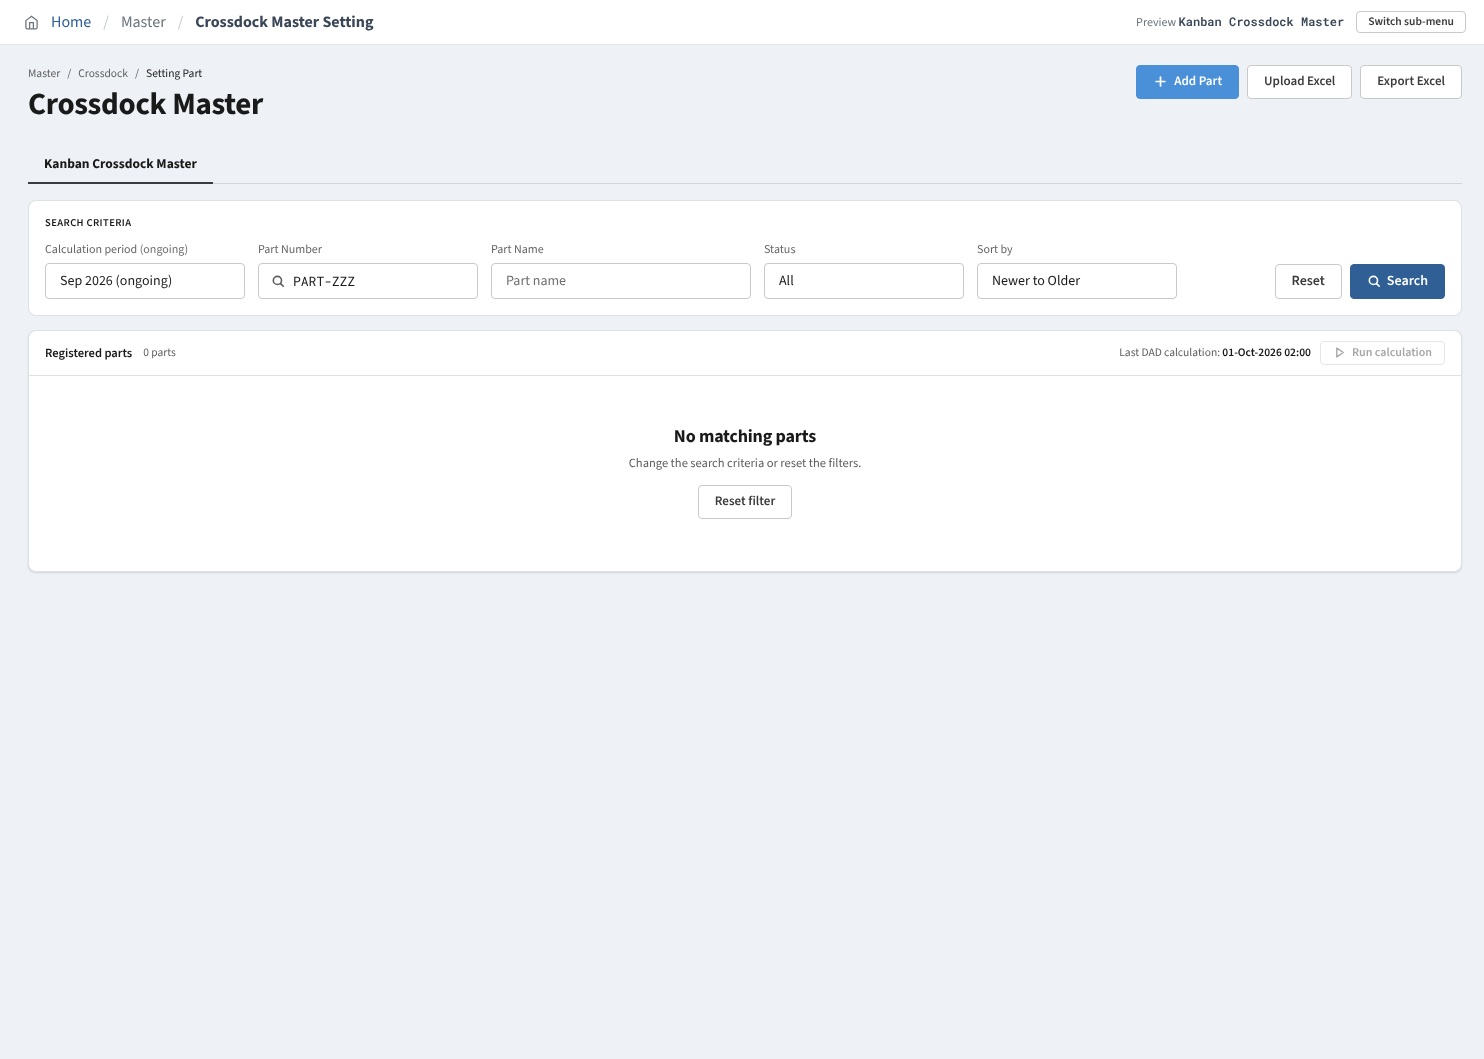 Home / Master / Crossdock Master Setting
Preview Kanban Crossdock Master
Switch sub-menu
Master / Crossdock / Setting Part
Crossdock Master
Add Part
Upload Excel
Export Excel
Kanban Crossdock Master
SEARCH CRITERIA
Calculation period (ongoing)
Sep 2026 (ongoing)
Part Number
PART-ZZZ
Part Name
Part name
Status
All
Sort by
Newer to Older
Reset
Search
Registered parts 0 parts
Last DAD calculation: 01-Oct-2026 02:00
Run calculation
No matching parts
Change the search criteria or reset the filters.
Reset filter